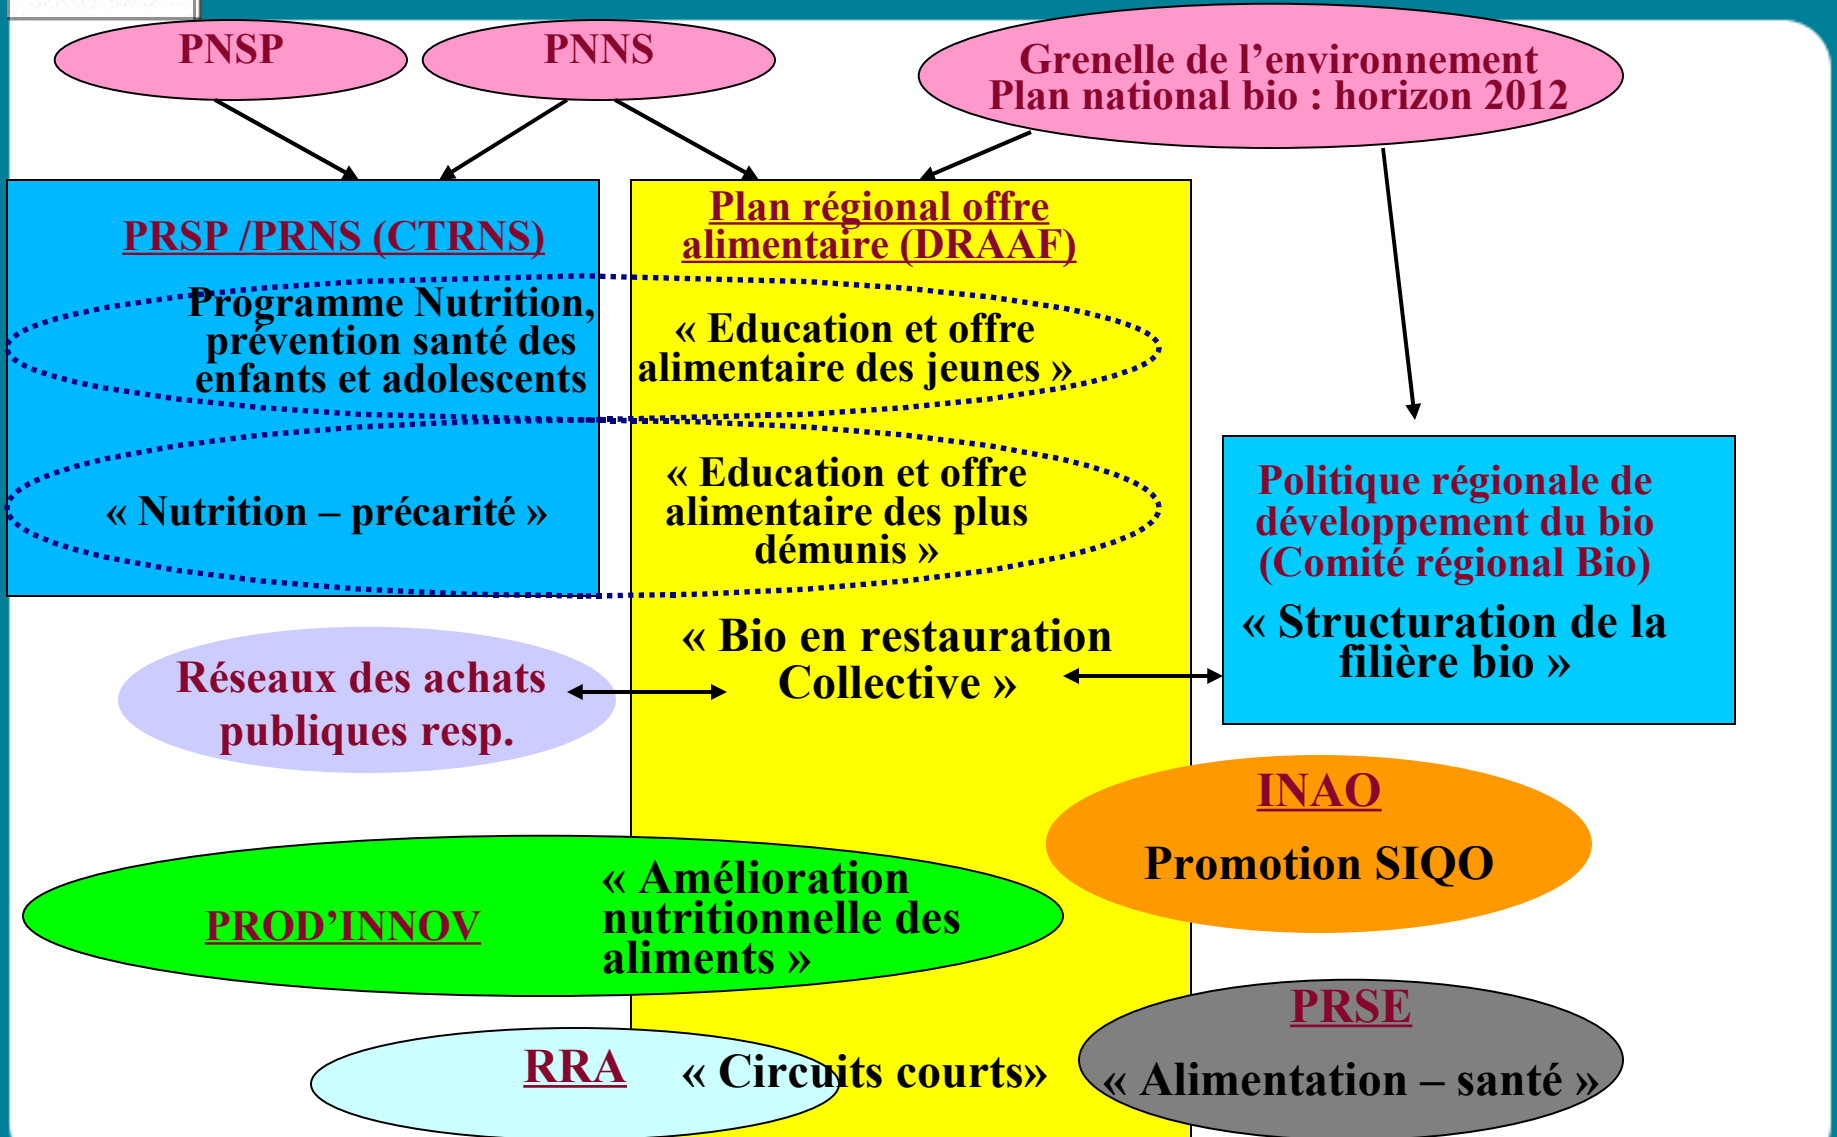 PNSP
PNNS
Grenelle de l’environnement
Plan national bio : horizon 2012
PRSP /PRNS (CTRNS)
Programme Nutrition,
prévention santé des
enfants et adolescents
« Nutrition – précarité »
Plan régional offre
alimentaire (DRAAF)
« Education et offre
alimentaire des jeunes »
« Education et offre
alimentaire des plus
démunis »
« Bio en restauration
Collective »
Politique régionale de
développement du bio
(Comité régional Bio)
« Structuration de la
filière bio »
Réseaux des achats
publiques resp.
INAO
Promotion SIQO
PROD’INNOV
« Amélioration
nutritionnelle des
aliments »
PRSE
« Alimentation – santé »
RRA
« Circuits courts»